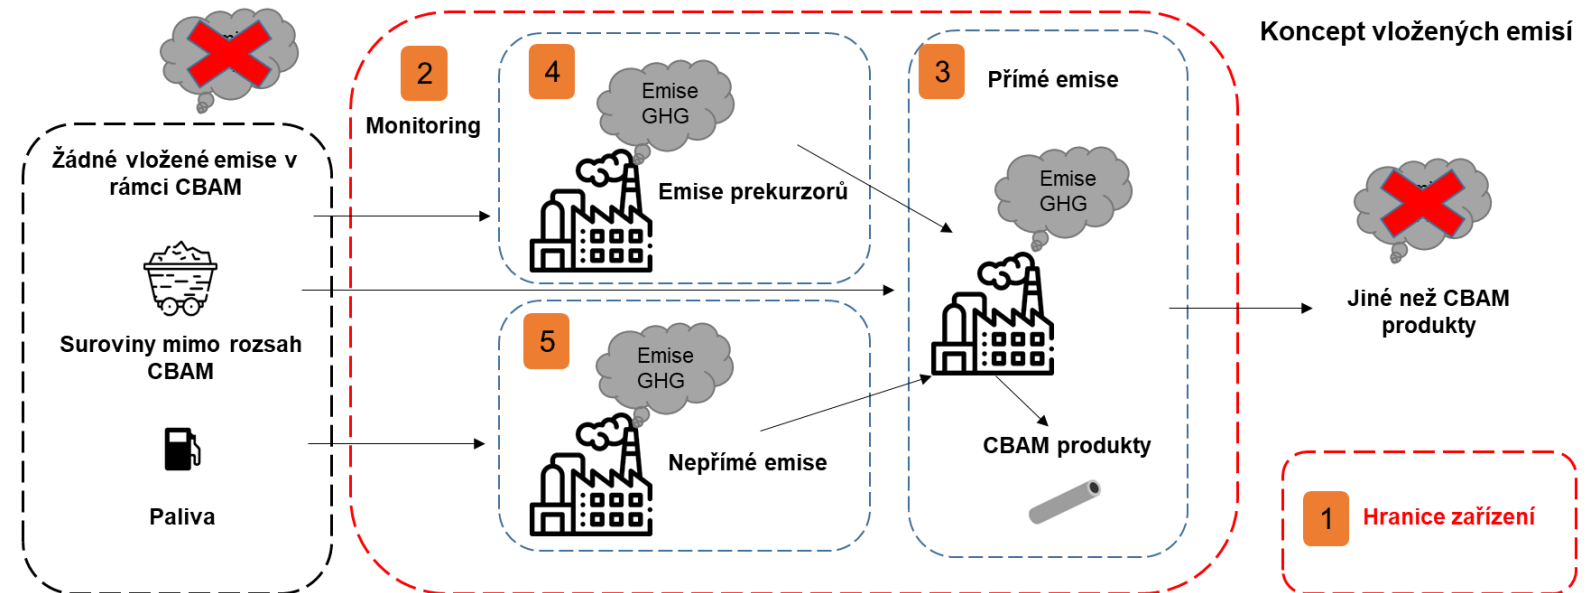 Koncept vložených emisí
Žádné vložené emise v
rámci CBAM
Suroviny mimo rozsah
CBAM
Paliva
2
Monitoring
4
Emise
GHG
Emise prekurzorů
5
Emise
GHG
Nepřímé emise
3
Přímé emise
Emise
GHG
CBAM produkty
Jiné než CBAM
produkty
1
Hranice zařízení